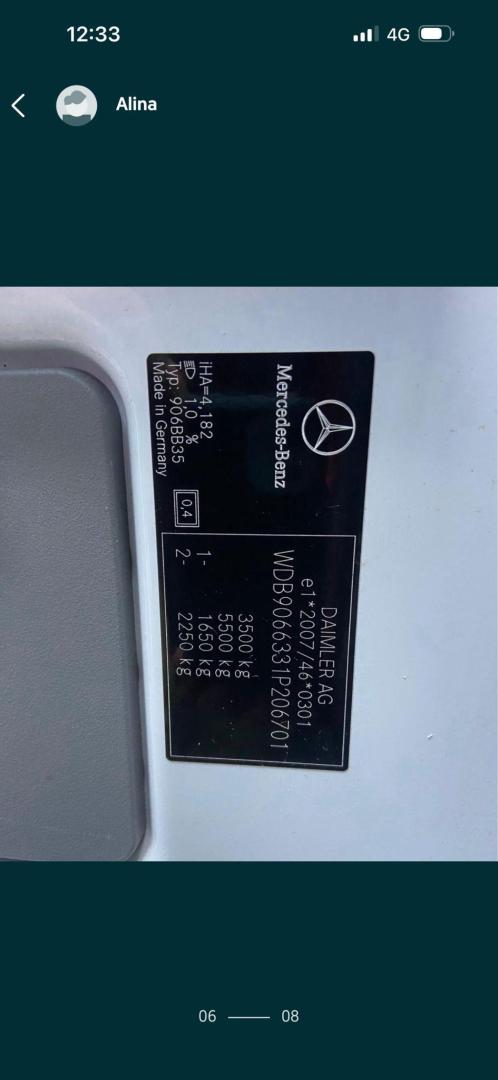 12:33
4G
Alina
Mercedes-Benz
iHA=4,182
1,0 %
Typ: 906BB35
Made in Germany
0,4
DAIMLER AG
e1*2007/46*0301
WDB9066331P206701
3500 kg
5500 kg
1- 1650 kg
2- 2250 kg
06
08